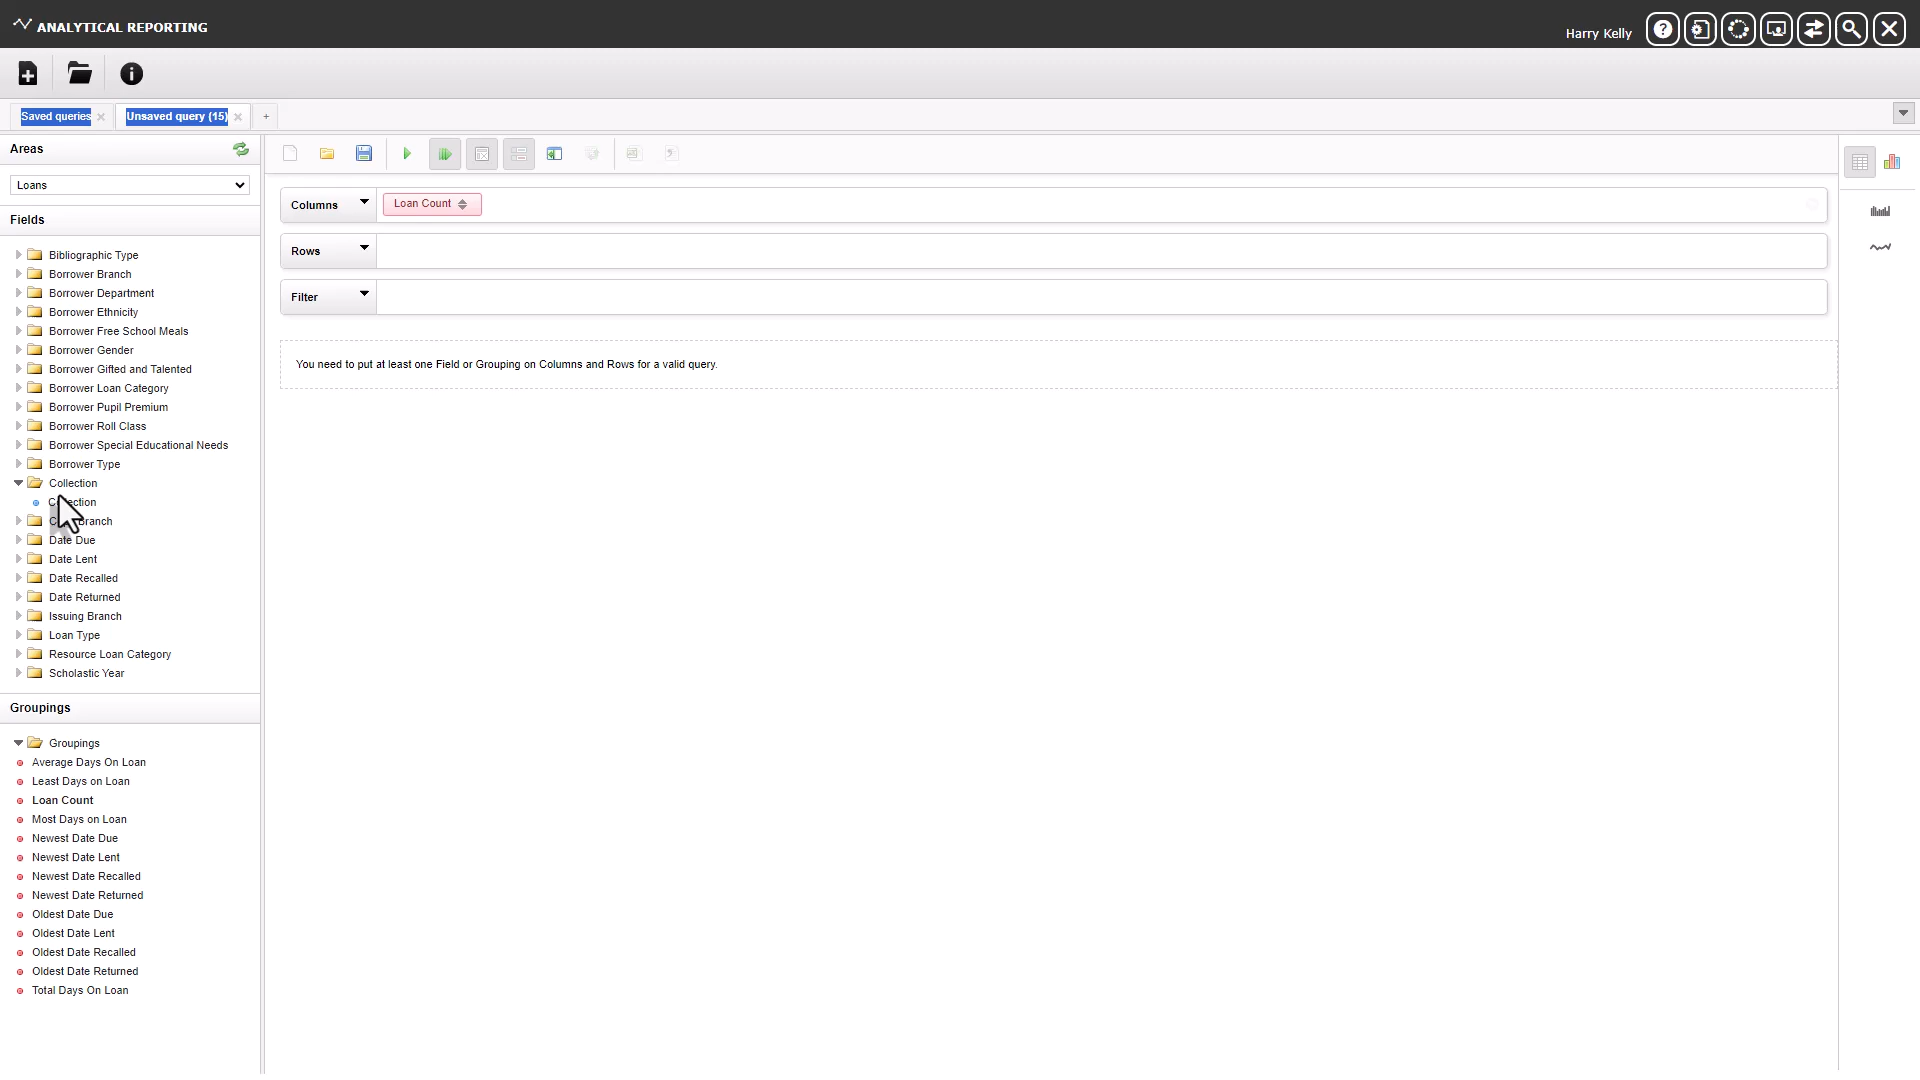 ANALYTICAL REPORTING
Harry Kelly
Saved queries
Unsaved query (15)
+
Areas
Loans
Fields
Bibliographic Type
Borrower Branch
Borrower Department
Borrower Ethnicity
Borrower Free School Meals
Borrower Gender
Borrower Gifted and Talented
Borrower Loan Category
Borrower Pupil Premium
Borrower Roll Class
Borrower Special Educational Needs
Borrower Type
Collection
Collection
Branch
Date Due
Date Lent
Date Recalled
Date Returned
Issuing Branch
Loan Type
Resource Loan Category
Scholastic Year
Groupings
Groupings
Average Days On Loan
Least Days on Loan
Loan Count
Most Days on Loan
Newest Date Due
Newest Date Lent
Newest Date Recalled
Newest Date Returned
Oldest Date Due
Oldest Date Lent
Oldest Date Recalled
Oldest Date Returned
Total Days On Loan
Columns
Loan Count
Rows
Filter
You need to put at least one Field or Grouping on Columns and Rows for a valid query.